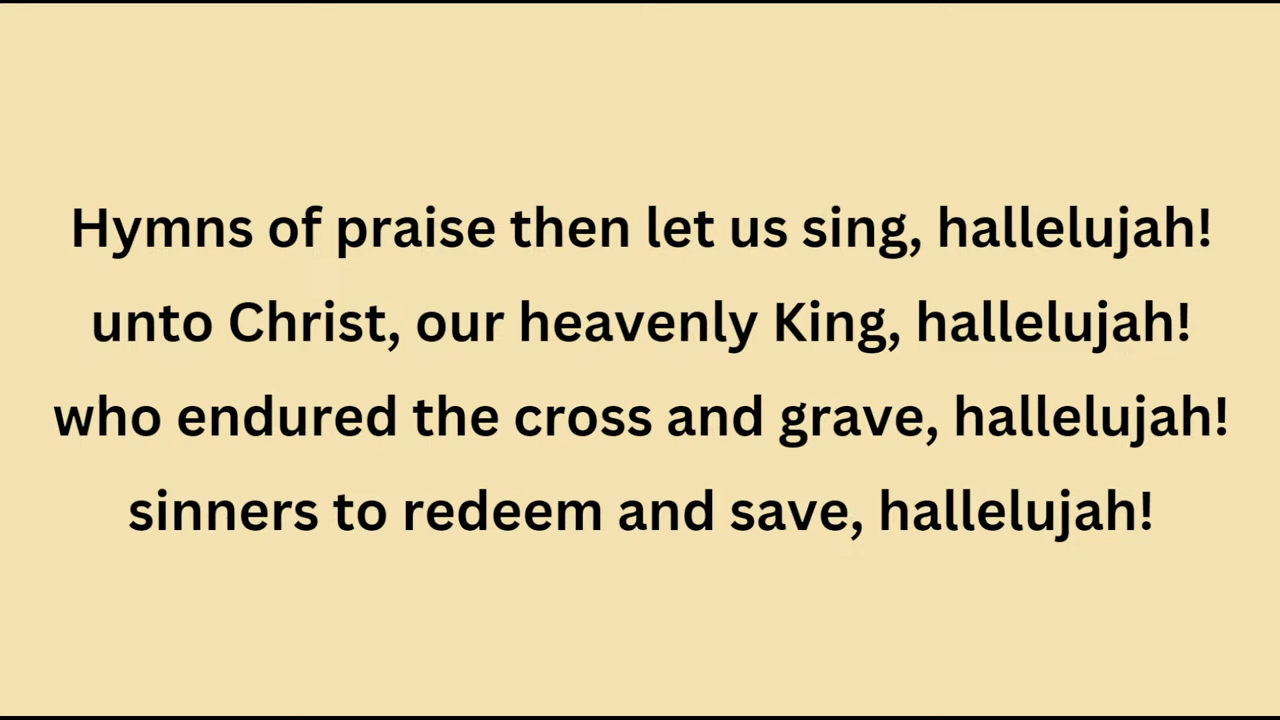 Hymns of praise then let us sing, hallelujah!
unto Christ, our heavenly King, hallelujah!
who endured the cross and grave, hallelujah!
sinners to redeem and save, hallelujah!